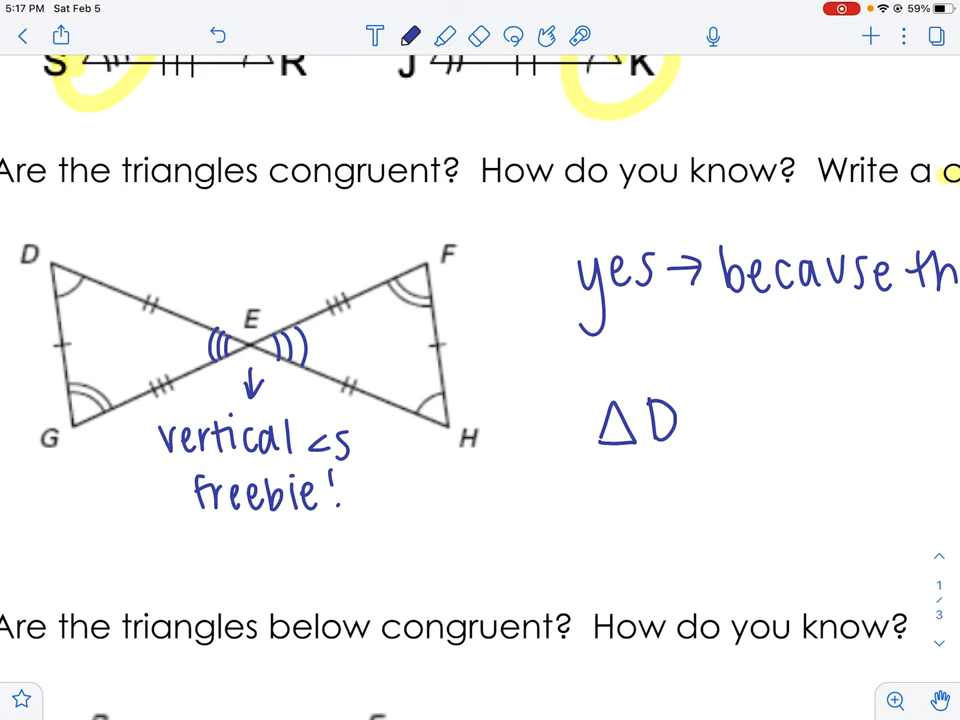 5:17 PM Sat Feb 5
59%
S R J K
Are the triangles congruent? How do you know? Write a
D
F
E
G
H
vertical <s
freebie!
yes → because th
△ D
1
/
3
Are the triangles below congruent? How do you know?